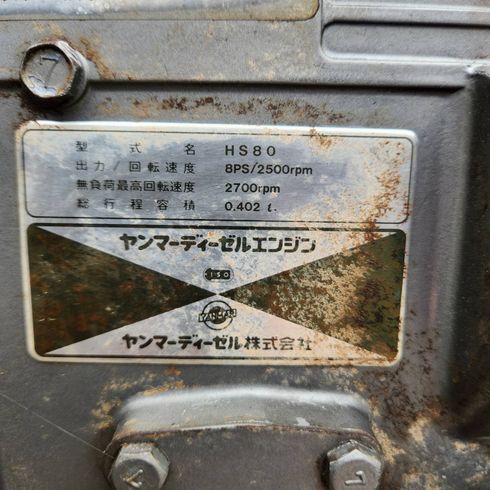 型式名 HS80
出力/回転速度 8PS/2500rpm
無負荷最高回転速度 2700rpm
総行程容積 0.402 ℓ.
ヤンマーディーゼルエンジン
ISO
YANMAR
ヤンマーディーゼル株式会社
7
7
7